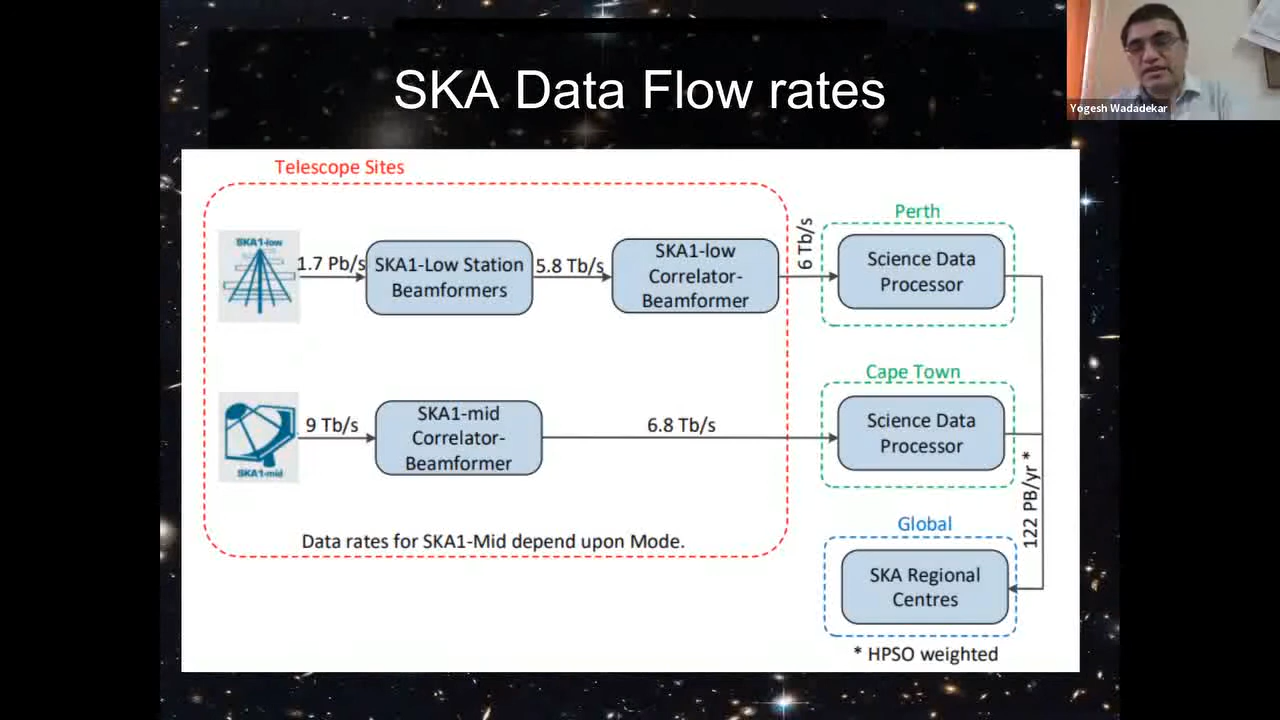 SKA Data Flow rates
Yogesh Wadadekar
Telescope Sites
SKA1-low
1.7 Pb/s
SKA1-Low Station
Beamformers
5.8 Tb/s
SKA1-low
Correlator-
Beamformer
6 Tb/s
Perth
Science Data
Processor
SKA1-mid
9 Tb/s
SKA1-mid
Correlator-
Beamformer
6.8 Tb/s
Cape Town
Science Data
Processor
122 PB/yr *
Data rates for SKA1-Mid depend upon Mode.
Global
SKA Regional
Centres
* HPSO weighted